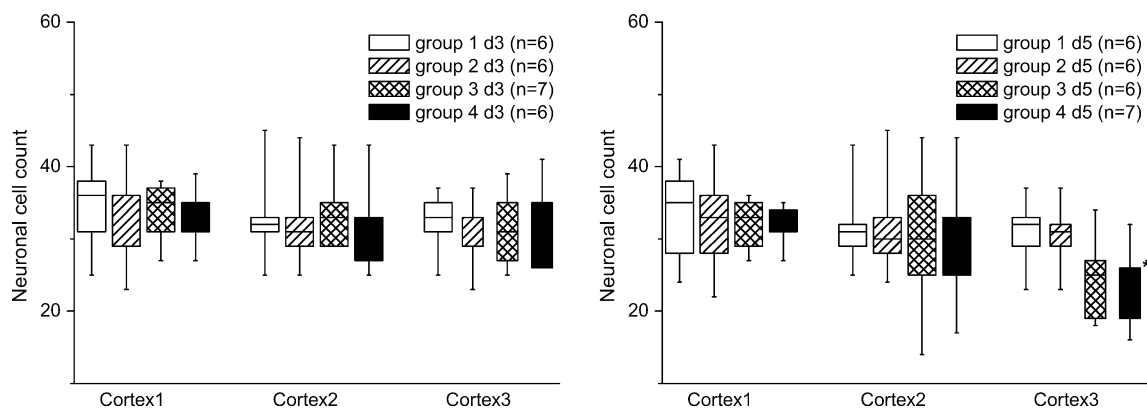 60
40
20
Neuronal cell count
group 1 d3 (n=6)
group 2 d3 (n=6)
group 3 d3 (n=7)
group 4 d3 (n=6)
Cortex1 Cortex2 Cortex3
60
40
20
Neuronal cell count
group 1 d5 (n=6)
group 2 d5 (n=6)
group 3 d5 (n=6)
group 4 d5 (n=7)
*
Cortex1 Cortex2 Cortex3